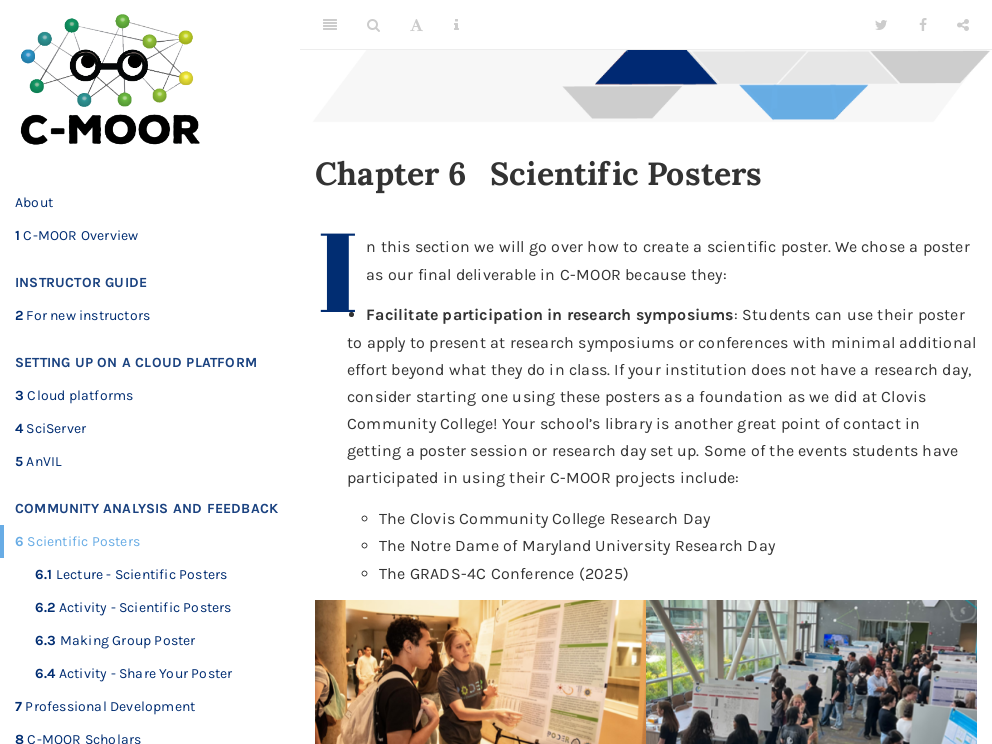 C-MOOR
About
1 C-MOOR Overview
INSTRUCTOR GUIDE
2 For new instructors
SETTING UP ON A CLOUD PLATFORM
3 Cloud platforms
4 SciServer
5 AnVIL
COMMUNITY ANALYSIS AND FEEDBACK
6 Scientific Posters
6.1 Lecture - Scientific Posters
6.2 Activity - Scientific Posters
6.3 Making Group Poster
6.4 Activity - Share Your Poster
7 Professional Development
8 C-MOOR Scholars
A
Chapter 6 Scientific Posters
In this section we will go over how to create a scientific poster. We chose a poster
as our final deliverable in C-MOOR because they:
• Facilitate participation in research symposiums: Students can use their poster
to apply to present at research symposiums or conferences with minimal additional
effort beyond what they do in class. If your institution does not have a research day,
consider starting one using these posters as a foundation as we did at Clovis
Community College! Your school’s library is another great point of contact in
getting a poster session or research day set up. Some of the events students have
participated in using their C-MOOR projects include:
◦ The Clovis Community College Research Day
◦ The Notre Dame of Maryland University Research Day
◦ The GRADS-4C Conference (2025)